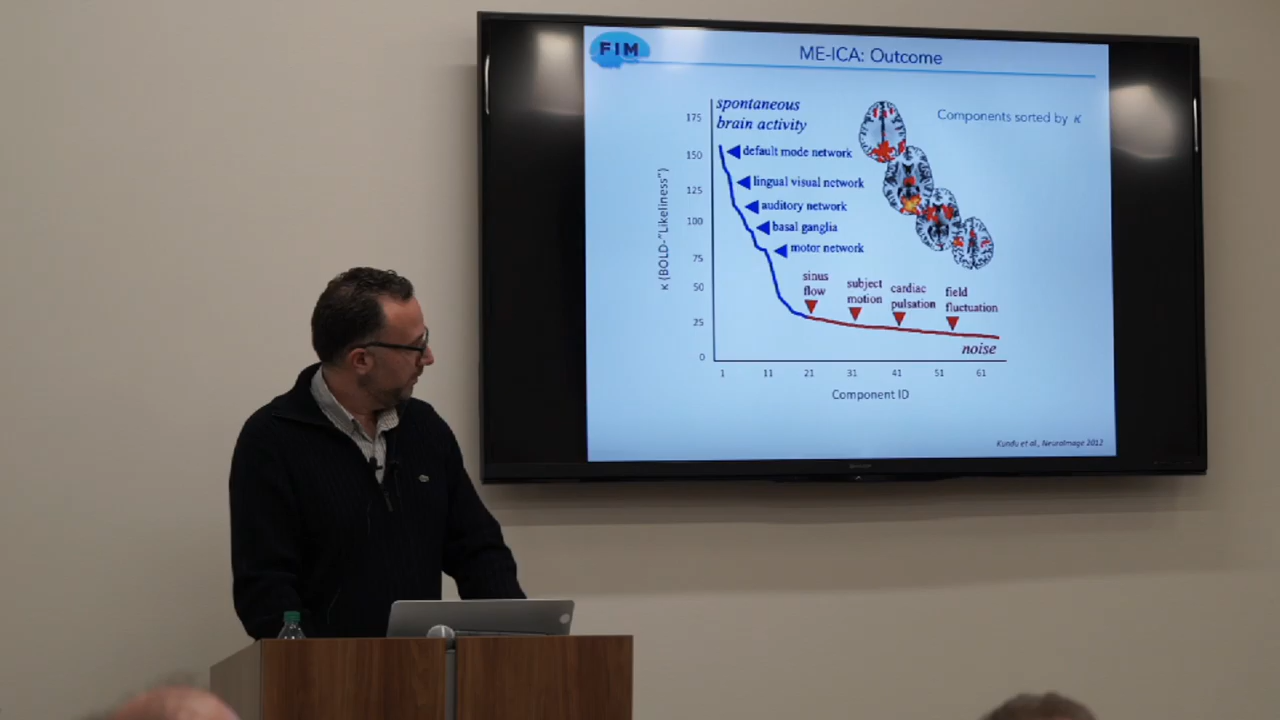 FIM
ME-ICA: Outcome
Components sorted by κ
spontaneous
brain activity
default mode network
lingual visual network
auditory network
basal ganglia
motor network
sinus
flow
subject
motion
cardiac
pulsation
field
fluctuation
noise
κ (BOLD-"Likeliness")
175
150
125
100
75
50
25
0
1 11 21 31 41 51 61
Component ID
Kundu et al., NeuroImage 2012